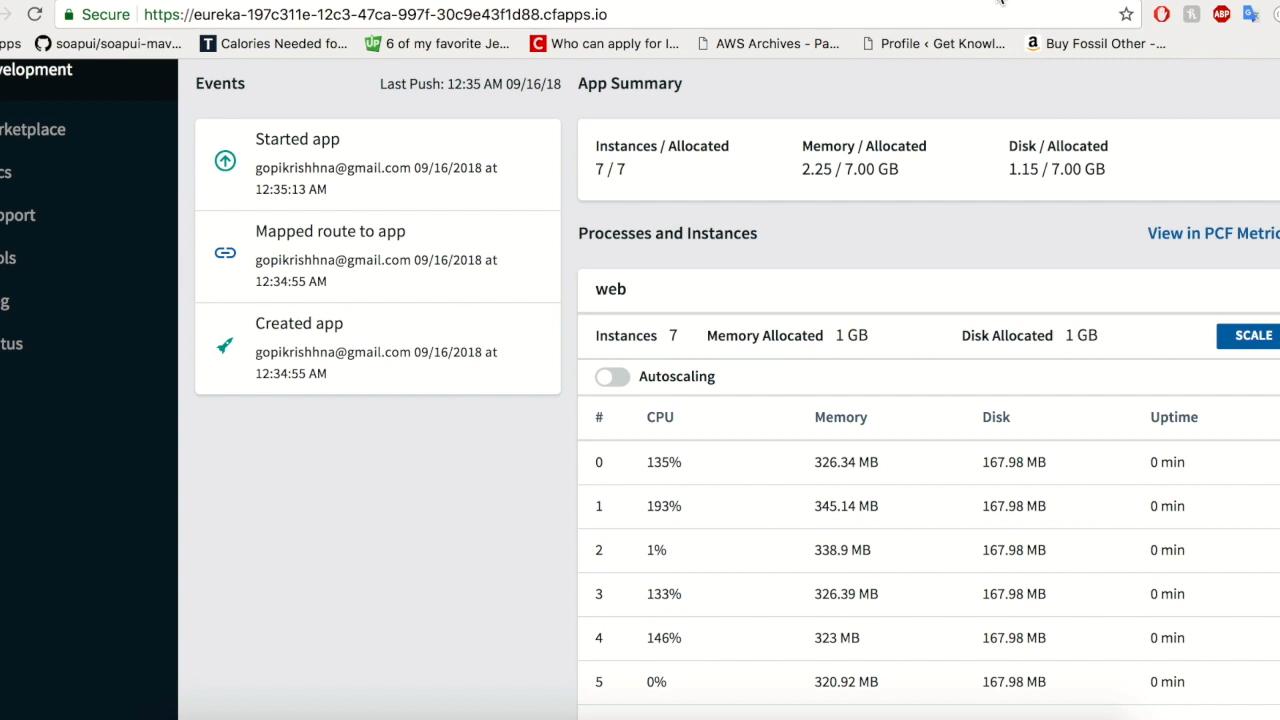 Secure https://eureka-197c311e-12c3-47ca-997f-30c9e43f1d88.cfapps.io
pps soapui/soapui-mav... T Calories Needed fo... UP 6 of my favorite Je... C Who can apply for I... AWS Archives - Pa... Profile ‹ Get Knowl... a Buy Fossil Other -...
ABP
velopment
rketplace
cs
pport
ols
g
tus
Events Last Push: 12:35 AM 09/16/18
Started app
gopikrishhna@gmail.com 09/16/2018 at
12:35:13 AM
Mapped route to app
gopikrishhna@gmail.com 09/16/2018 at
12:34:55 AM
Created app
gopikrishhna@gmail.com 09/16/2018 at
12:34:55 AM
App Summary
Instances / Allocated Memory / Allocated Disk / Allocated
7 / 7 2.25 / 7.00 GB 1.15 / 7.00 GB
Processes and Instances View in PCF Metric
web
Instances 7 Memory Allocated 1 GB Disk Allocated 1 GB SCALE
Autoscaling
# CPU Memory Disk Uptime
0 135% 326.34 MB 167.98 MB 0 min
1 193% 345.14 MB 167.98 MB 0 min
2 1% 338.9 MB 167.98 MB 0 min
3 133% 326.39 MB 167.98 MB 0 min
4 146% 323 MB 167.98 MB 0 min
5 0% 320.92 MB 167.98 MB 0 min